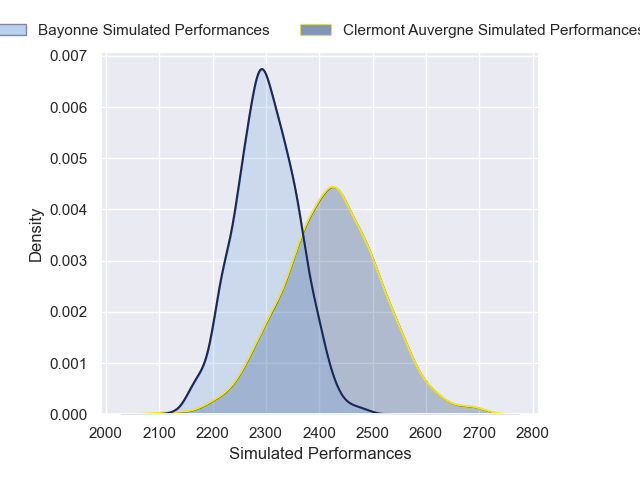 Bayonne Simulated Performances Clermont Auvergne Simulated Performances
0.007
0.006
0.005
0.004
0.003
0.002
0.001
0.000
Density
2000 2100 2200 2300 2400 2500 2600 2700 2800
Simulated Performances